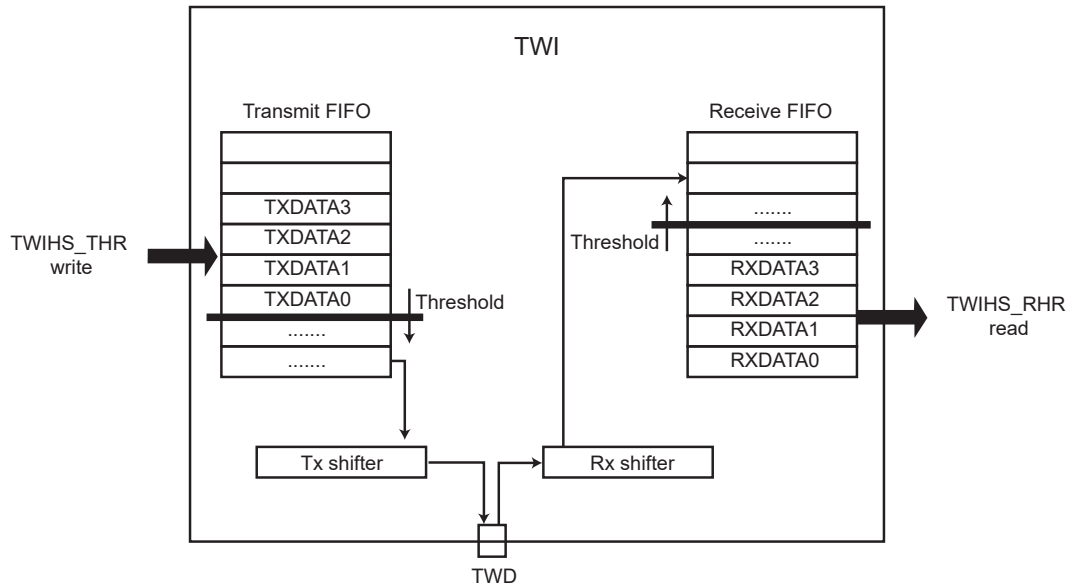 TWI
Transmit FIFO
TXDATA3
TXDATA2
TXDATA1
TXDATA0
.......
.......
Threshold
TWIHS_THR
write
Receive FIFO
.......
.......
RXDATA3
RXDATA2
RXDATA1
RXDATA0
Threshold
TWIHS_RHR
read
Tx shifter
Rx shifter
TWD